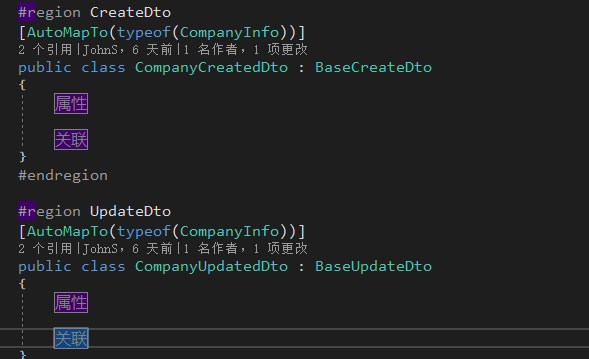 #region CreateDto
[AutoMapTo(typeof(CompanyInfo))]
2 个引用|JohnS，6 天前|1 名作者，1 项更改
public class CompanyCreatedDto : BaseCreateDto
{
属性
关联
}
#endregion
#region UpdateDto
[AutoMapTo(typeof(CompanyInfo))]
2 个引用|JohnS，6 天前|1 名作者，1 项更改
public class CompanyUpdatedDto : BaseUpdateDto
{
属性
关联
}